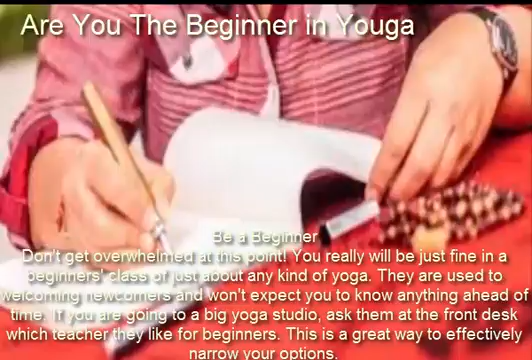 Are You The Beginner in Youga
Be a Beginner
Don't get overwhelmed at this point! You really will be just fine in a
beginners' class of just about any kind of yoga. They are used to
welcoming newcomers and won't expect you to know anything ahead of
time. If you are going to a big yoga studio, ask them at the front desk
which teacher they like for beginners. This is a great way to effectively
narrow your options.